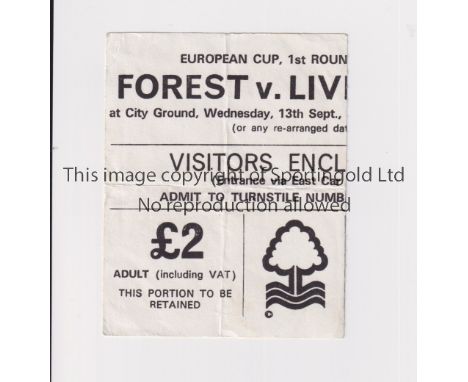 EUROPEAN CUP, 1st ROUN
FOREST v. LIV
at City Ground, Wednesday, 13th Sept.,
(or any re-arranged dat
VISITORS ENCL
This image is copyright of Sportingold Ltd
(Entrance via East Car
ADMIT TO TURNSTILE NUMB
No reproduction allowed
£2
ADULT (including VAT)
THIS PORTION TO BE
RETAINED
©